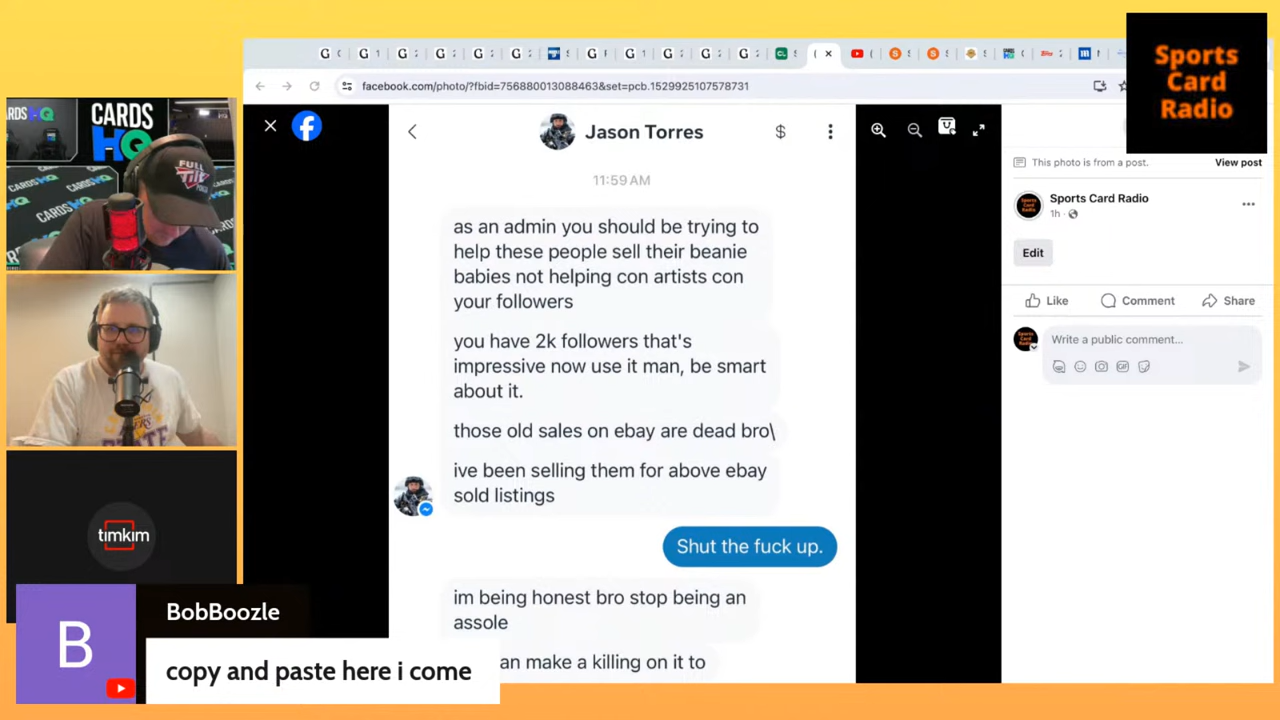 facebook.com/photo/?fbid=756880013088463&set=pcb.1529925107578731
Sports
Card
Radio
CARDS
HQ
ARDS
FULL
TILT
CARDS
HQ
timkim
Jason Torres
$
11:59 AM
as an admin you should be trying to
help these people sell their beanie
babies not helping con artists con
your followers
you have 2k followers that's
impressive now use it man, be smart
about it.
those old sales on ebay are dead bro\
ive been selling them for above ebay
sold listings
Shut the fuck up.
im being honest bro stop being an
assole
an make a killing on it to
This photo is from a post.
View post
Sports Card Radio
1h
Edit
Like
Comment
Share
Write a public comment…
GIF
B
BobBoozle
copy and paste here i come